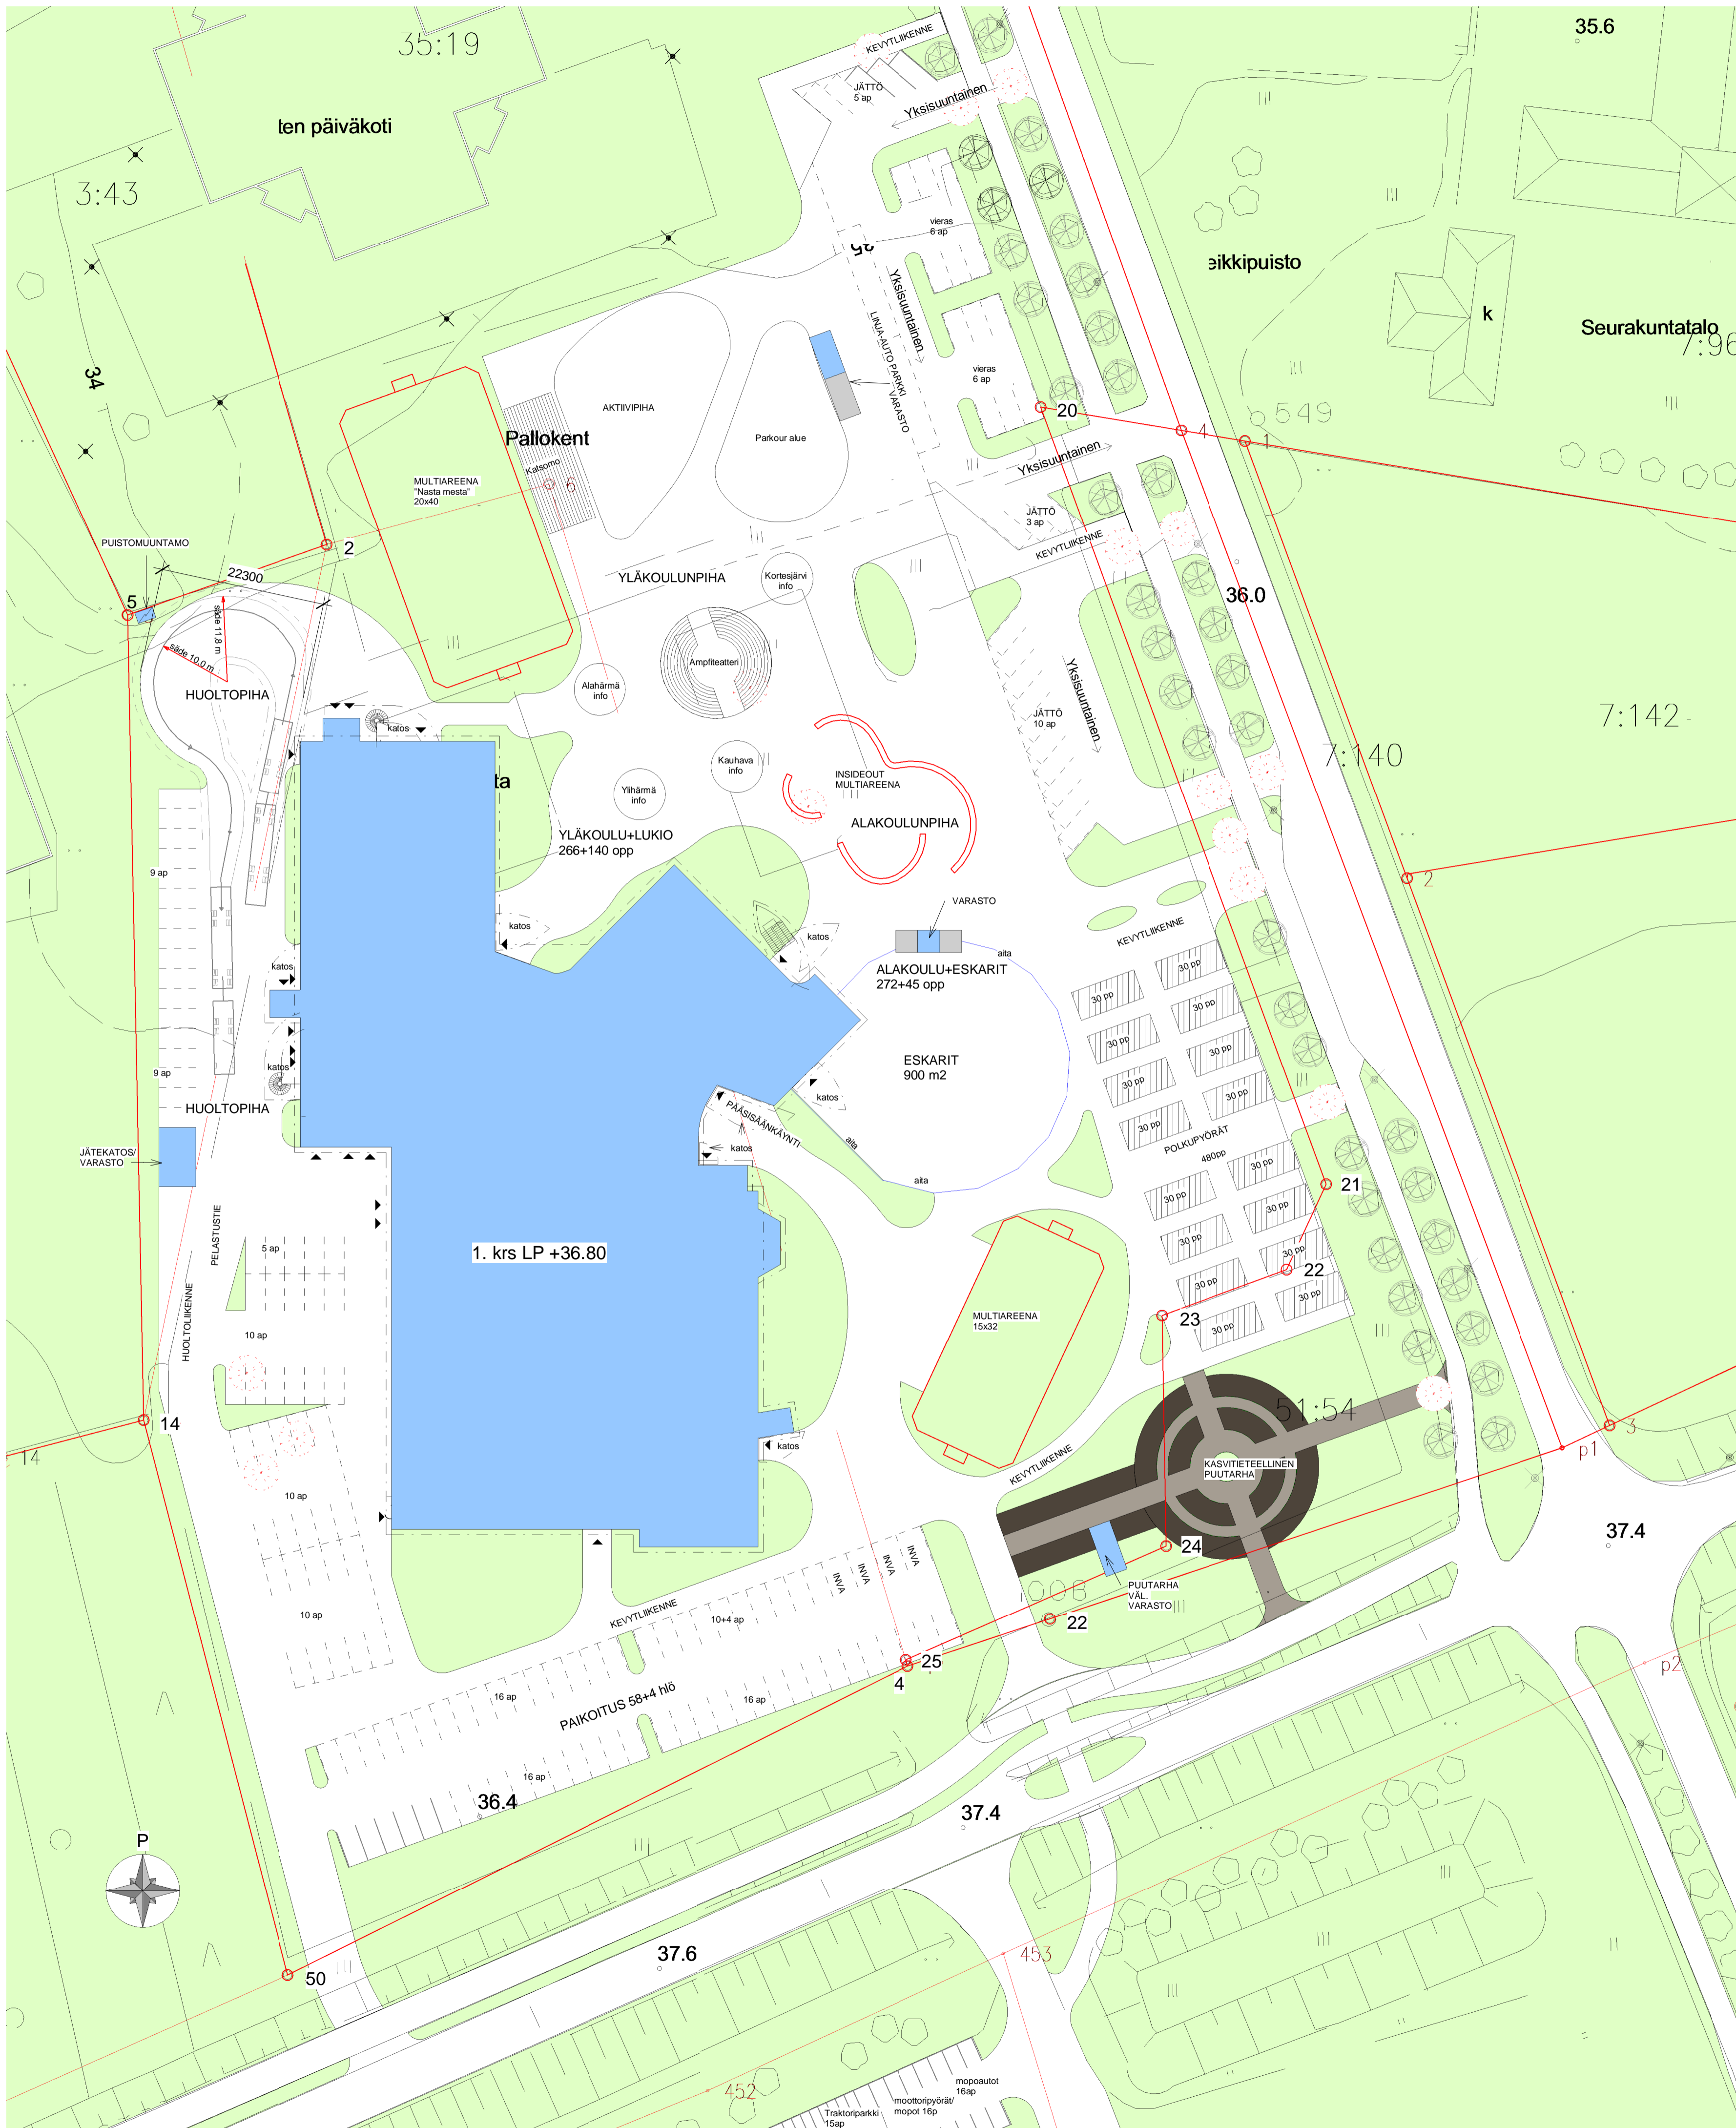 35:19
KEVYTLIIKENNE
35.6
JÄTTÖ
5 ap
Yksisuuntainen
ten päiväkoti
3:43
vieras
6 ap
35
eikkipuisto
Yksisuuntainen
LINJA-AUTO PARKKI
VARASTO
k
Seurakuntatalo
7:96
34
vieras
6 ap
AKTIIVIPIHA
Parkour alue
20
549
4
1
Pallokent
Katsomo
6
Yksisuuntainen
MULTIAREENA
"Nasta mesta"
20x40
JÄTTÖ
3 ap
KEVYTLIIKENNE
PUISTOMUUNTAMO
2
22300
5
YLÄKOULUNPIHA
Kortesjärvi
info
36.0
säde 11.8 m
säde 10.0 m
HUOLTOPIHA
Ampfiteatteri
Alahärmä
info
Yksisuuntainen
JÄTTÖ
10 ap
7:142
7:140
katos
ta
Kauhava
info
Ylihärmä
info
INSIDEOUT
MULTIAREENA
ALAKOULUNPIHA
YLÄKOULU+LUKIO
266+140 opp
9 ap
2
VARASTO
katos
katos
aita
KEVYTLIIKENNE
katos
ALAKOULU+ESKARIT
272+45 opp
30 pp
30 pp
30 pp
30 pp
30 pp
30 pp
30 pp
30 pp
ESKARIT
900 m2
9 ap
katos
katos
HUOLTOPIHA
PÄÄSISÄÄNKÄYNTI
katos
aita
aita
POLKUPYÖRÄT
480pp
JÄTEKATOS/
VARASTO
30 pp
30 pp
30 pp
30 pp
30 pp
30 pp
30 pp
30 pp
21
22
23
PELASTUSTIE
5 ap
1. krs LP +36.80
HUOLTOLIIKENNE
10 ap
MULTIAREENA
15x32
14
14
51:54
katos
KEVYTLIIKENNE
KASVITIETEELLINEN
PUUTARHA
p1
3
10 ap
37.4
24
INVA
INVA
INVA
INVA
PUUTARHA
VÄL.
VARASTO
008
22
10 ap
KEVYTLIIKENNE
10+4 ap
25
4
p2
16 ap
PAIKOITUS 58+4 hlö
16 ap
16 ap
36.4
37.4
P
50
37.6
453
452
mopoautot
16ap
moottoripyörät/
mopot 16p
Traktoriparkki
15ap